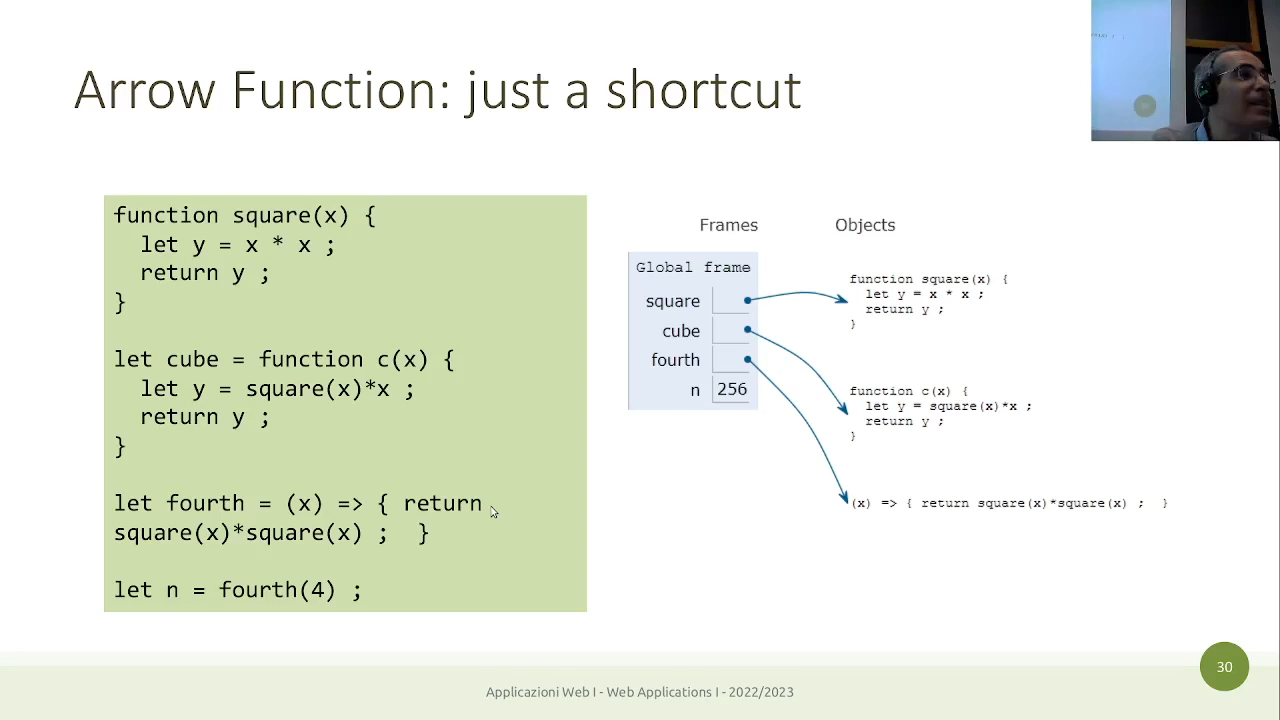 Arrow Function: just a shortcut
function square(x) {
  let y = x * x ;
  return y ;
}
let cube = function c(x) {
  let y = square(x)*x ;
  return y ;
}
let fourth = (x) => { return
square(x)*square(x) ;  }
let n = fourth(4) ;
Frames
Objects
Global frame
square
cube
fourth
n 256
function square(x) {
  let y = x * x ;
  return y ;
}
function c(x) {
  let y = square(x)*x ;
  return y ;
}
(x) => { return square(x)*square(x) ;  }
30
Applicazioni Web I - Web Applications I - 2022/2023